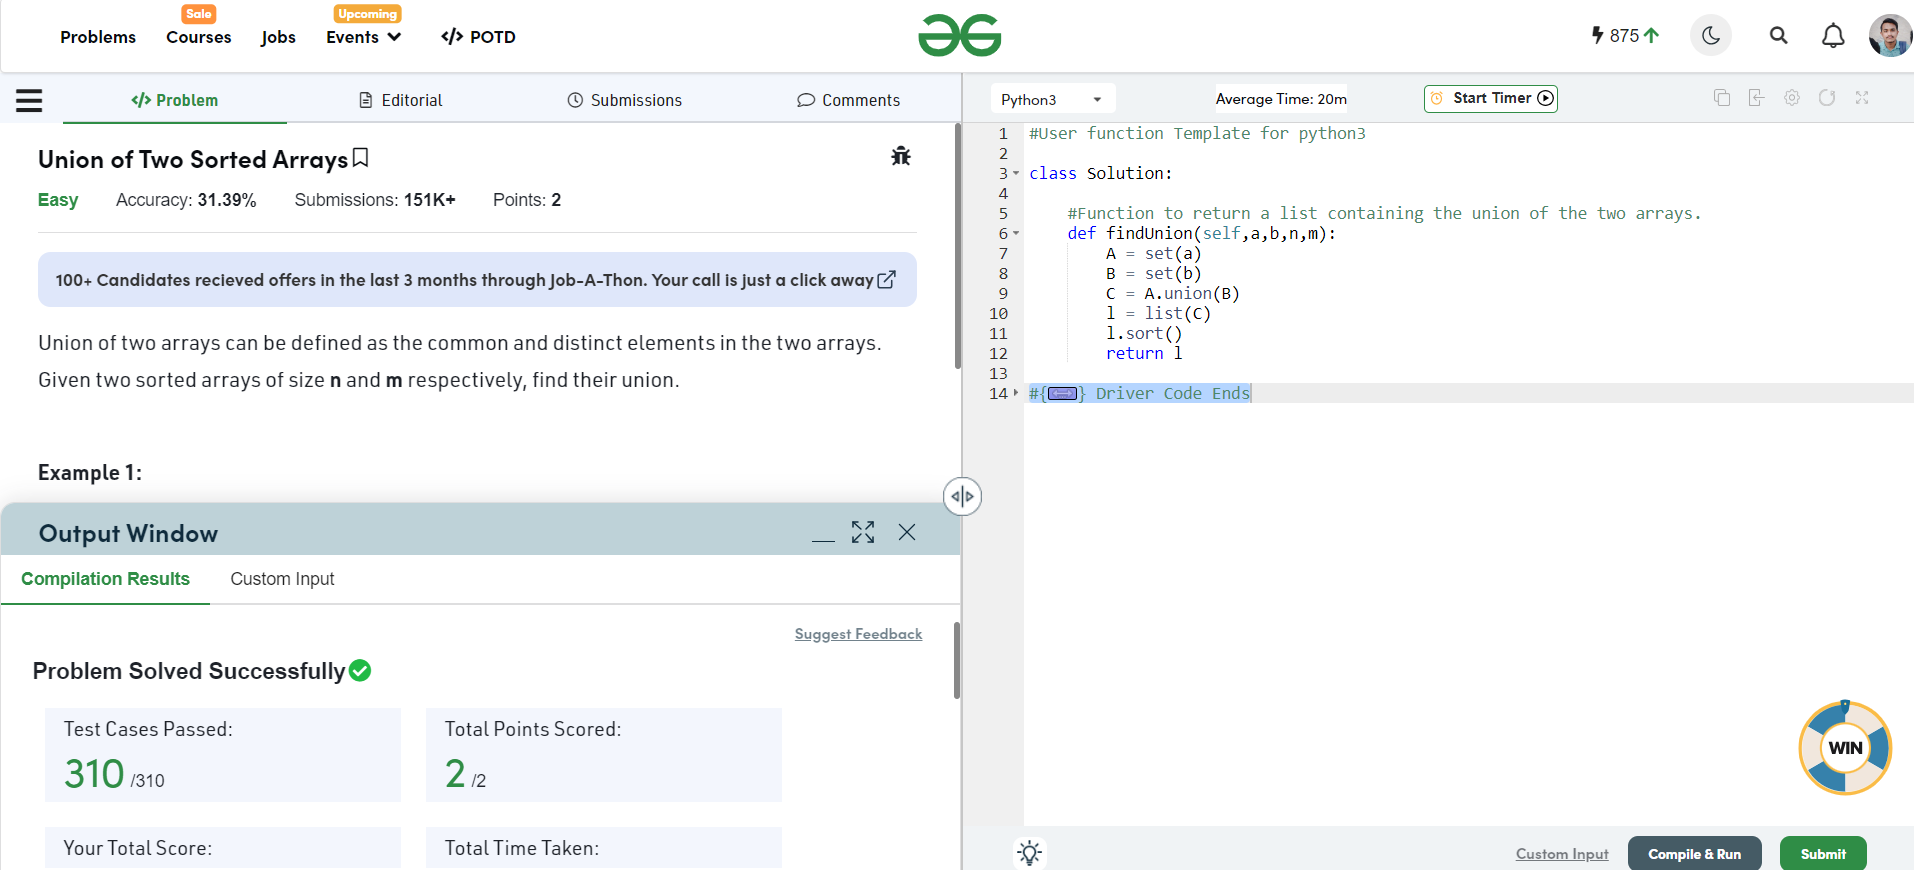 Sale
Upcoming
Problems Courses Jobs Events </> POTD
875
</> Problem Editorial Submissions Comments
Python3 Average Time: 20m Start Timer
Union of Two Sorted Arrays
Easy Accuracy: 31.39% Submissions: 151K+ Points: 2
100+ Candidates recieved offers in the last 3 months through Job-A-Thon. Your call is just a click away
Union of two arrays can be defined as the common and distinct elements in the two arrays.
Given two sorted arrays of size n and m respectively, find their union.
Example 1:
Output Window
Compilation Results Custom Input
Suggest Feedback
Problem Solved Successfully
Test Cases Passed: Total Points Scored:
310 /310 2 /2
Your Total Score: Total Time Taken:
1 #User function Template for python3
2
3 class Solution:
4
5 #Function to return a list containing the union of the two arrays.
6 def findUnion(self,a,b,n,m):
7 A = set(a)
8 B = set(b)
9 C = A.union(B)
10 l = list(C)
11 l.sort()
12 return l
13
14 #{<-->} Driver Code Ends
WIN
Custom Input Compile & Run Submit